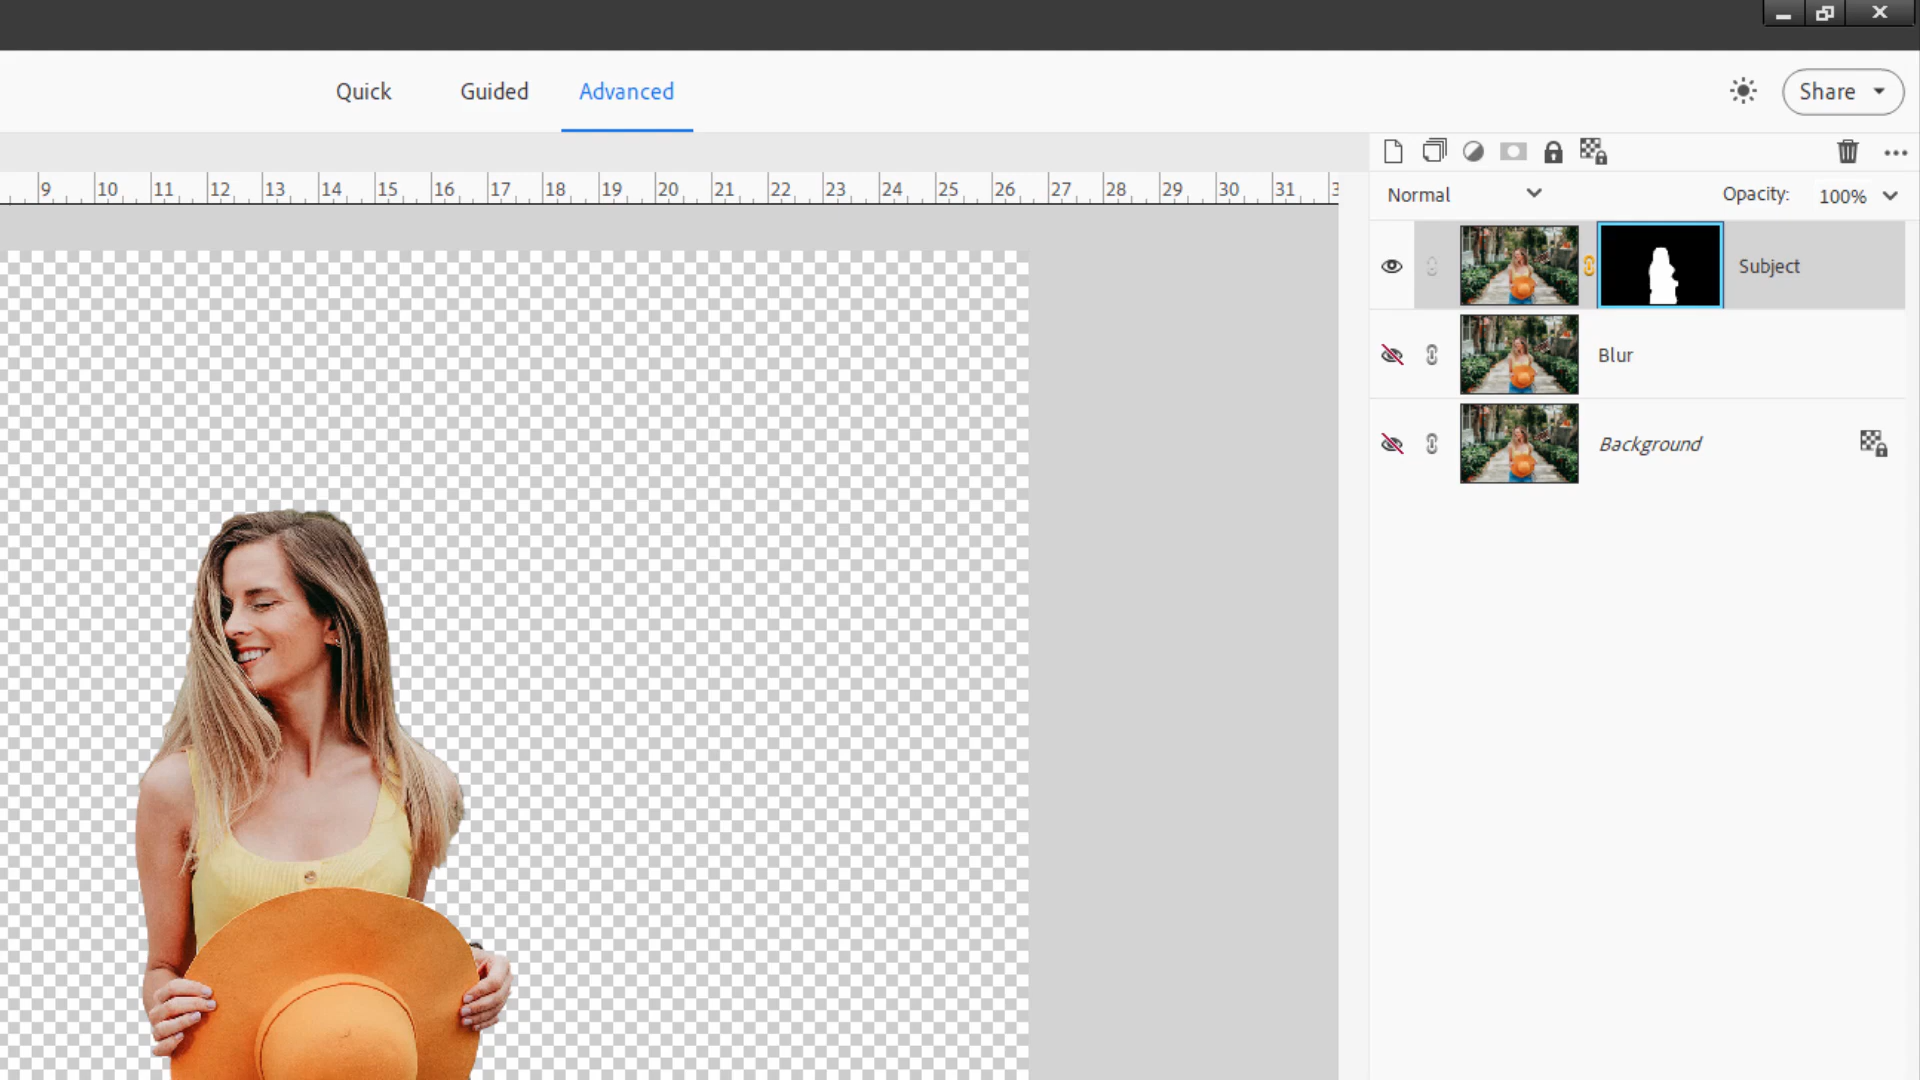 Quick Guided Advanced
Share
9 10 11 12 13 14 15 16 17 18 19 20 21 22 23 24 25 26 27 28 29 30 31 3
Normal Opacity: 100%
Subject
Blur
Background